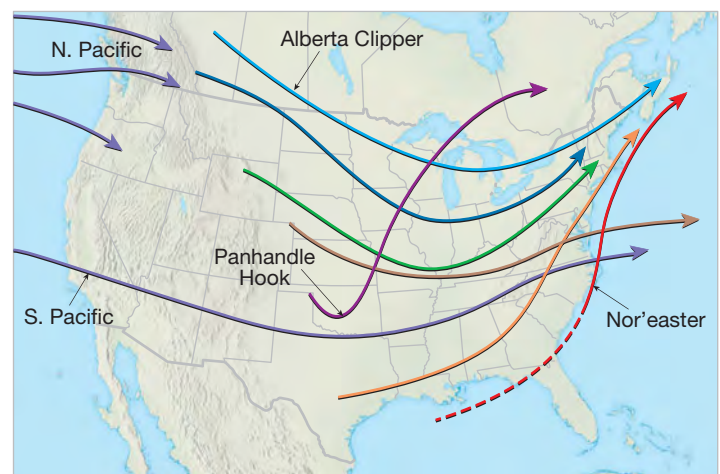 N. Pacific
Alberta Clipper
Panhandle
Hook
S. Pacific
Nor’easter